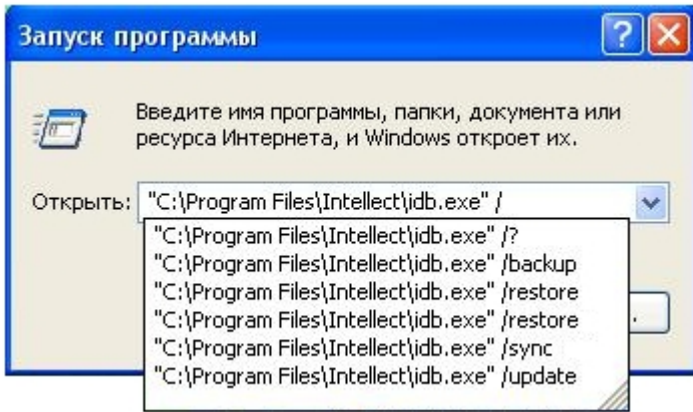 Запуск программы
Введите имя программы, папки, документа или
ресурса Интернета, и Windows откроет их.
Открыть: "C:\Program Files\Intellect\idb.exe" /
"C:\Program Files\Intellect\idb.exe" /?
"C:\Program Files\Intellect\idb.exe" /backup
"C:\Program Files\Intellect\idb.exe" /restore
"C:\Program Files\Intellect\idb.exe" /restore
"C:\Program Files\Intellect\idb.exe" /sync
"C:\Program Files\Intellect\idb.exe" /update